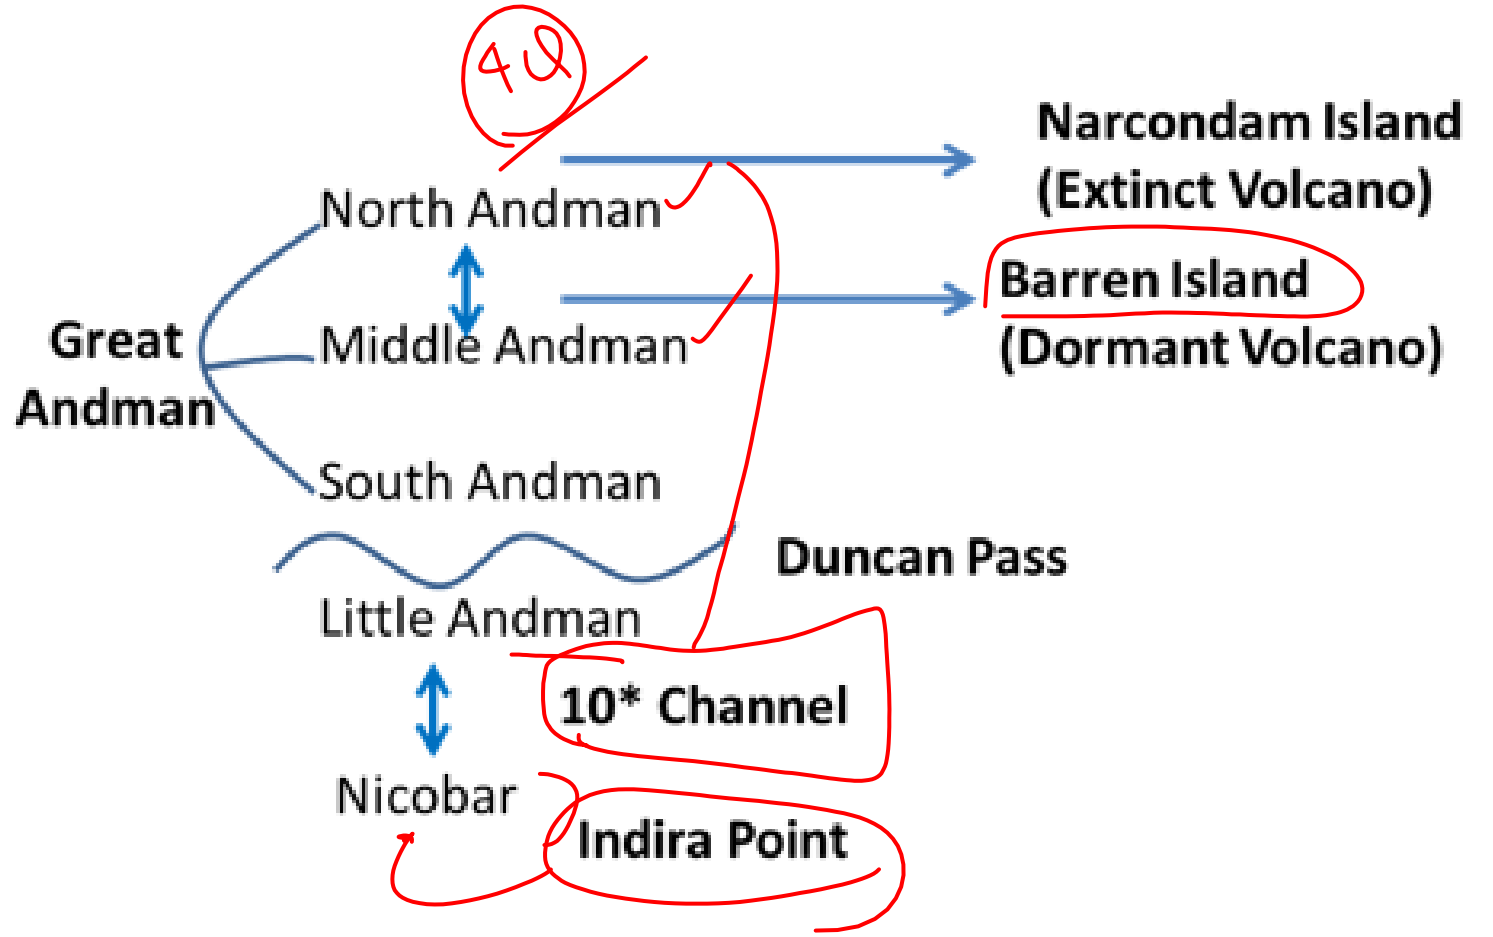 Narcondam Island
(Extinct Volcano)
North Andman
Barren Island
(Dormant Volcano)
Middle Andman
Great
Andman
South Andman
Duncan Pass
Little Andman
10* Channel
Nicobar
Indira Point